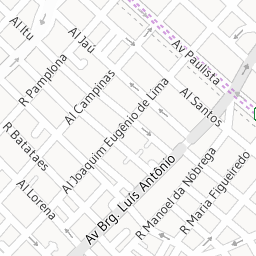 Al Itu
Al Jaú
Av Paulista
R Pamplona
Al Campinas
Al Santos
Al Joaquim Eugênio de Lima
R Batataes
Al Lorena
Av Brg. Luís Antônio
R Manoel da Nóbrega
R Maria Figueiredo